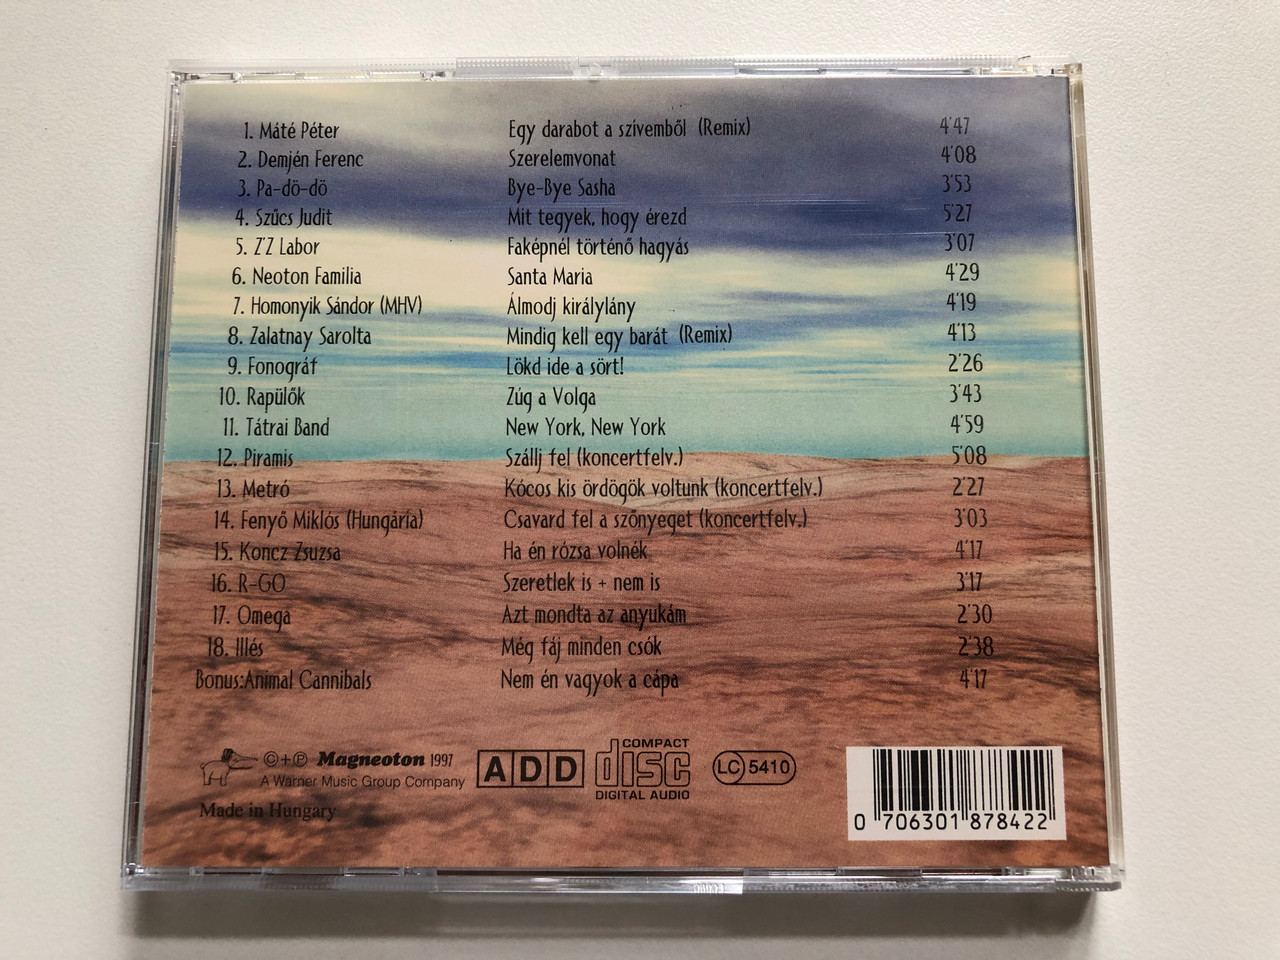 1. Máté Péter Egy darabot a szívemből (Remix) 4'47
2. Demjén Ferenc Szerelemvonat 4'08
3. Pa-dö-dö Bye-Bye Sasha 3'53
4. Szűcs Judit Mit tegyek, hogy érezd 5'27
5. Z'Z Labor Faképnél történő hagyás 3'07
6. Neoton Familia Santa Maria 4'29
7. Homonyik Sándor (MHV) Álmodj királylány 4'19
8. Zalatnay Sarolta Mindig kell egy barát (Remix) 4'13
9. Fonográf Lökd ide a sört! 2'26
10. Rapülők Zúg a Volga 3'43
11. Tátrai Band New York, New York 4'59
12. Piramis Szállj fel (koncertfelv.) 5'08
13. Metró Kócos kis ördögök voltunk (koncertfelv.) 2'27
14. Fenyő Miklós (Hungária) Csavard fel a szőnyeget (koncertfelv.) 3'03
15. Koncz Zsuzsa Ha én rózsa volnék 4'17
16. R-GO Szeretlek is + nem is 3'17
17. Omega Azt mondta az anyukám 2'30
18. Illés Még fáj minden csók 2'38
Bonus:Animal Cannibals Nem én vagyok a cápa 4'17
©+℗ Magneoton 1997
A Warner Music Group Company
Made in Hungary
ADD
COMPACT
disc
DIGITAL AUDIO
LC 5410
0 706301 878422